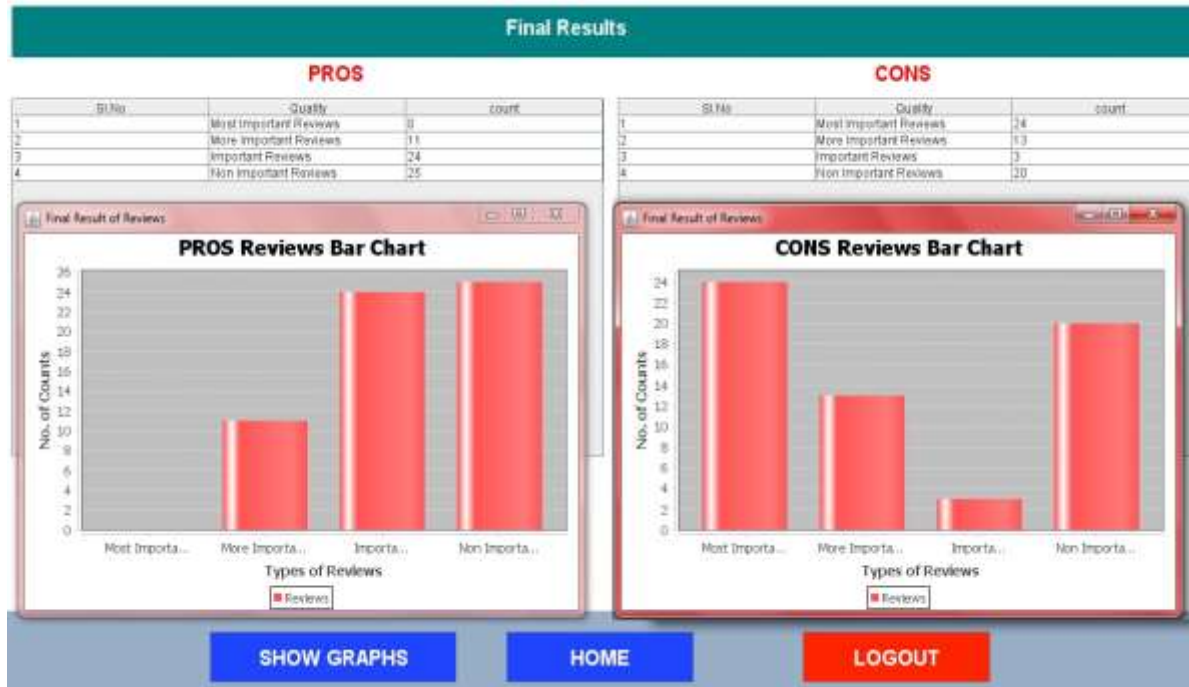 Final Results
PROS
Sl.No Quality count
1 Most Important Reviews 0
2 More Important Reviews 11
3 Important Reviews 24
4 Non Important Reviews 25
CONS
Sl.No Quality count
1 Most Important Reviews 24
2 More Important Reviews 13
3 Important Reviews 3
4 Non Important Reviews 20
Final Result of Reviews
PROS Reviews Bar Chart
No. of Counts
26
24
22
20
18
16
14
12
10
8
6
4
2
0
Most Importa... More Importa... Importa... Non Importa...
Types of Reviews
Reviews
Final Result of Reviews
CONS Reviews Bar Chart
No. of Counts
24
22
20
18
16
14
12
10
8
6
4
2
0
Most Importa... More Importa... Importa... Non Importa...
Types of Reviews
Reviews
SHOW GRAPHS HOME LOGOUT